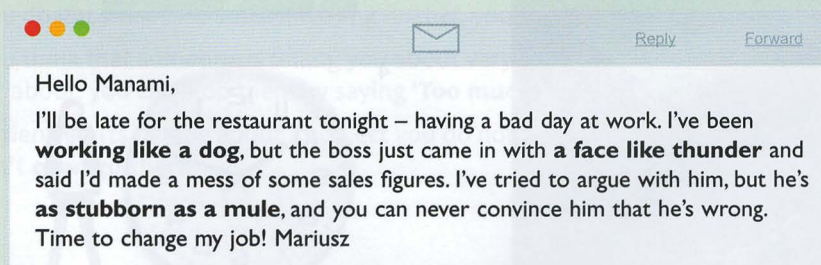 Reply Forward
Hello Manami,
I'll be late for the restaurant tonight – having a bad day at work. I've been
working like a dog, but the boss just came in with a face like thunder and
said I'd made a mess of some sales figures. I've tried to argue with him, but he's
as stubborn as a mule, and you can never convince him that he's wrong.
Time to change my job! Mariusz